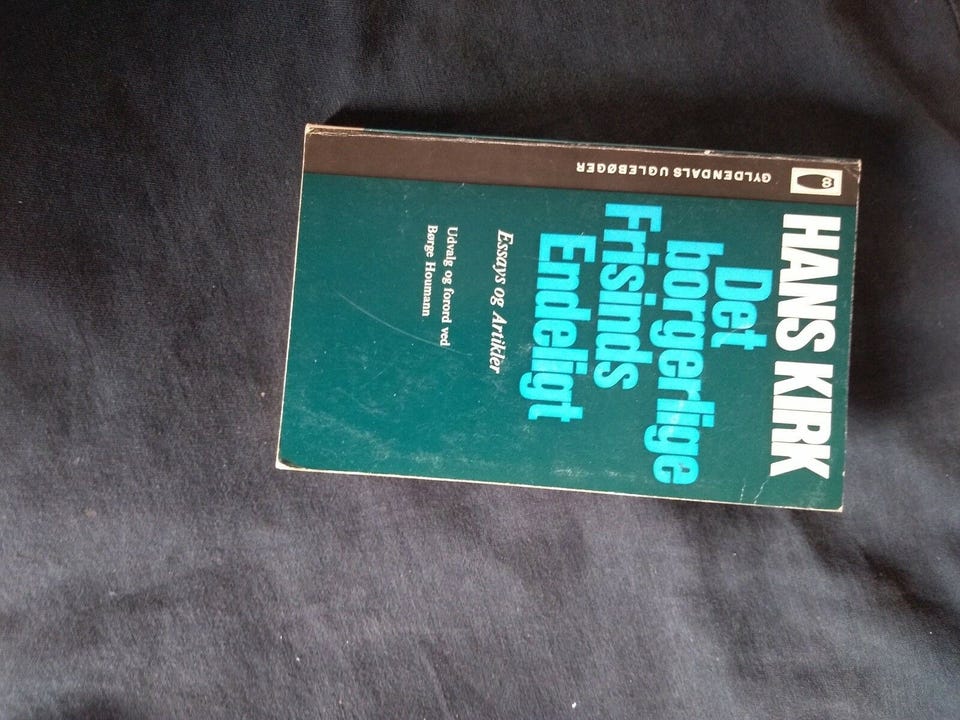 GYLDENDALS UGLEBØGER
HANS KIRK
Det
borgerlige
Frisinds
Endeligt
Essays og Artikler
Udvalg og forord ved
Børge Houmann